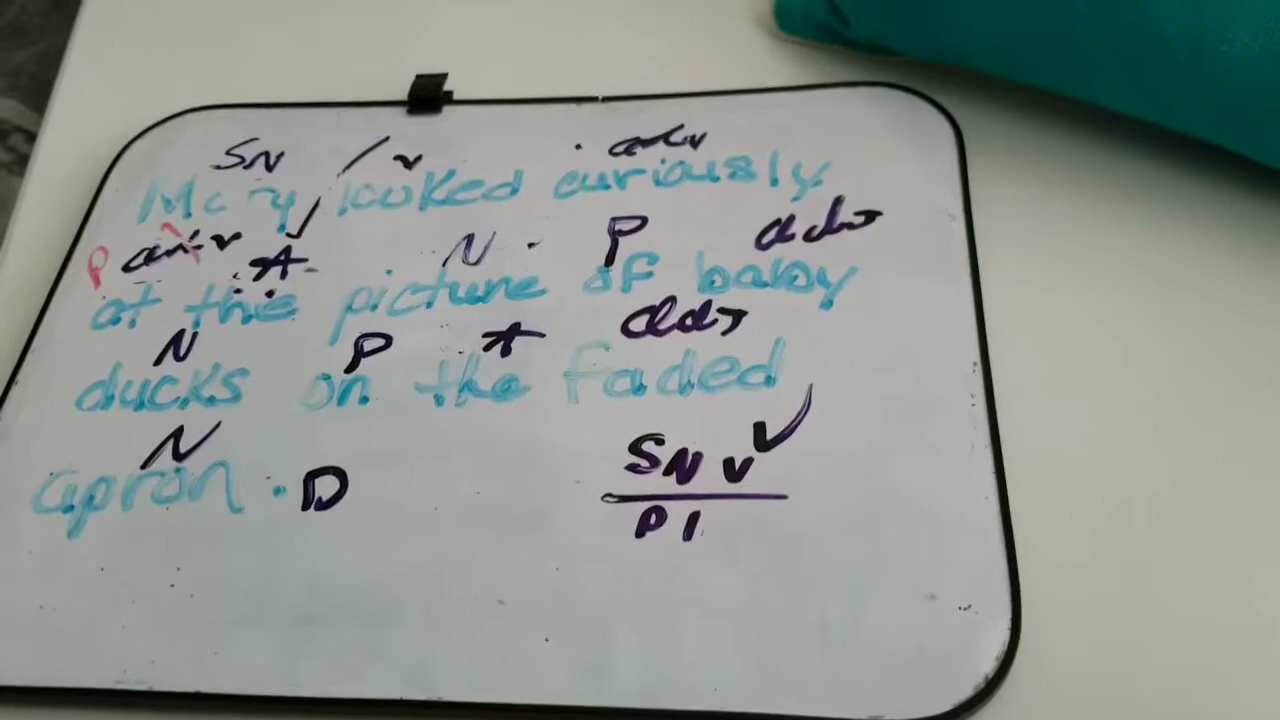 SN / v adv
Mary looked curiously
P adv A N P adj
at the picture of baby
N P A adj
ducks on the faded
N
apron. D
SN V ✓
P1